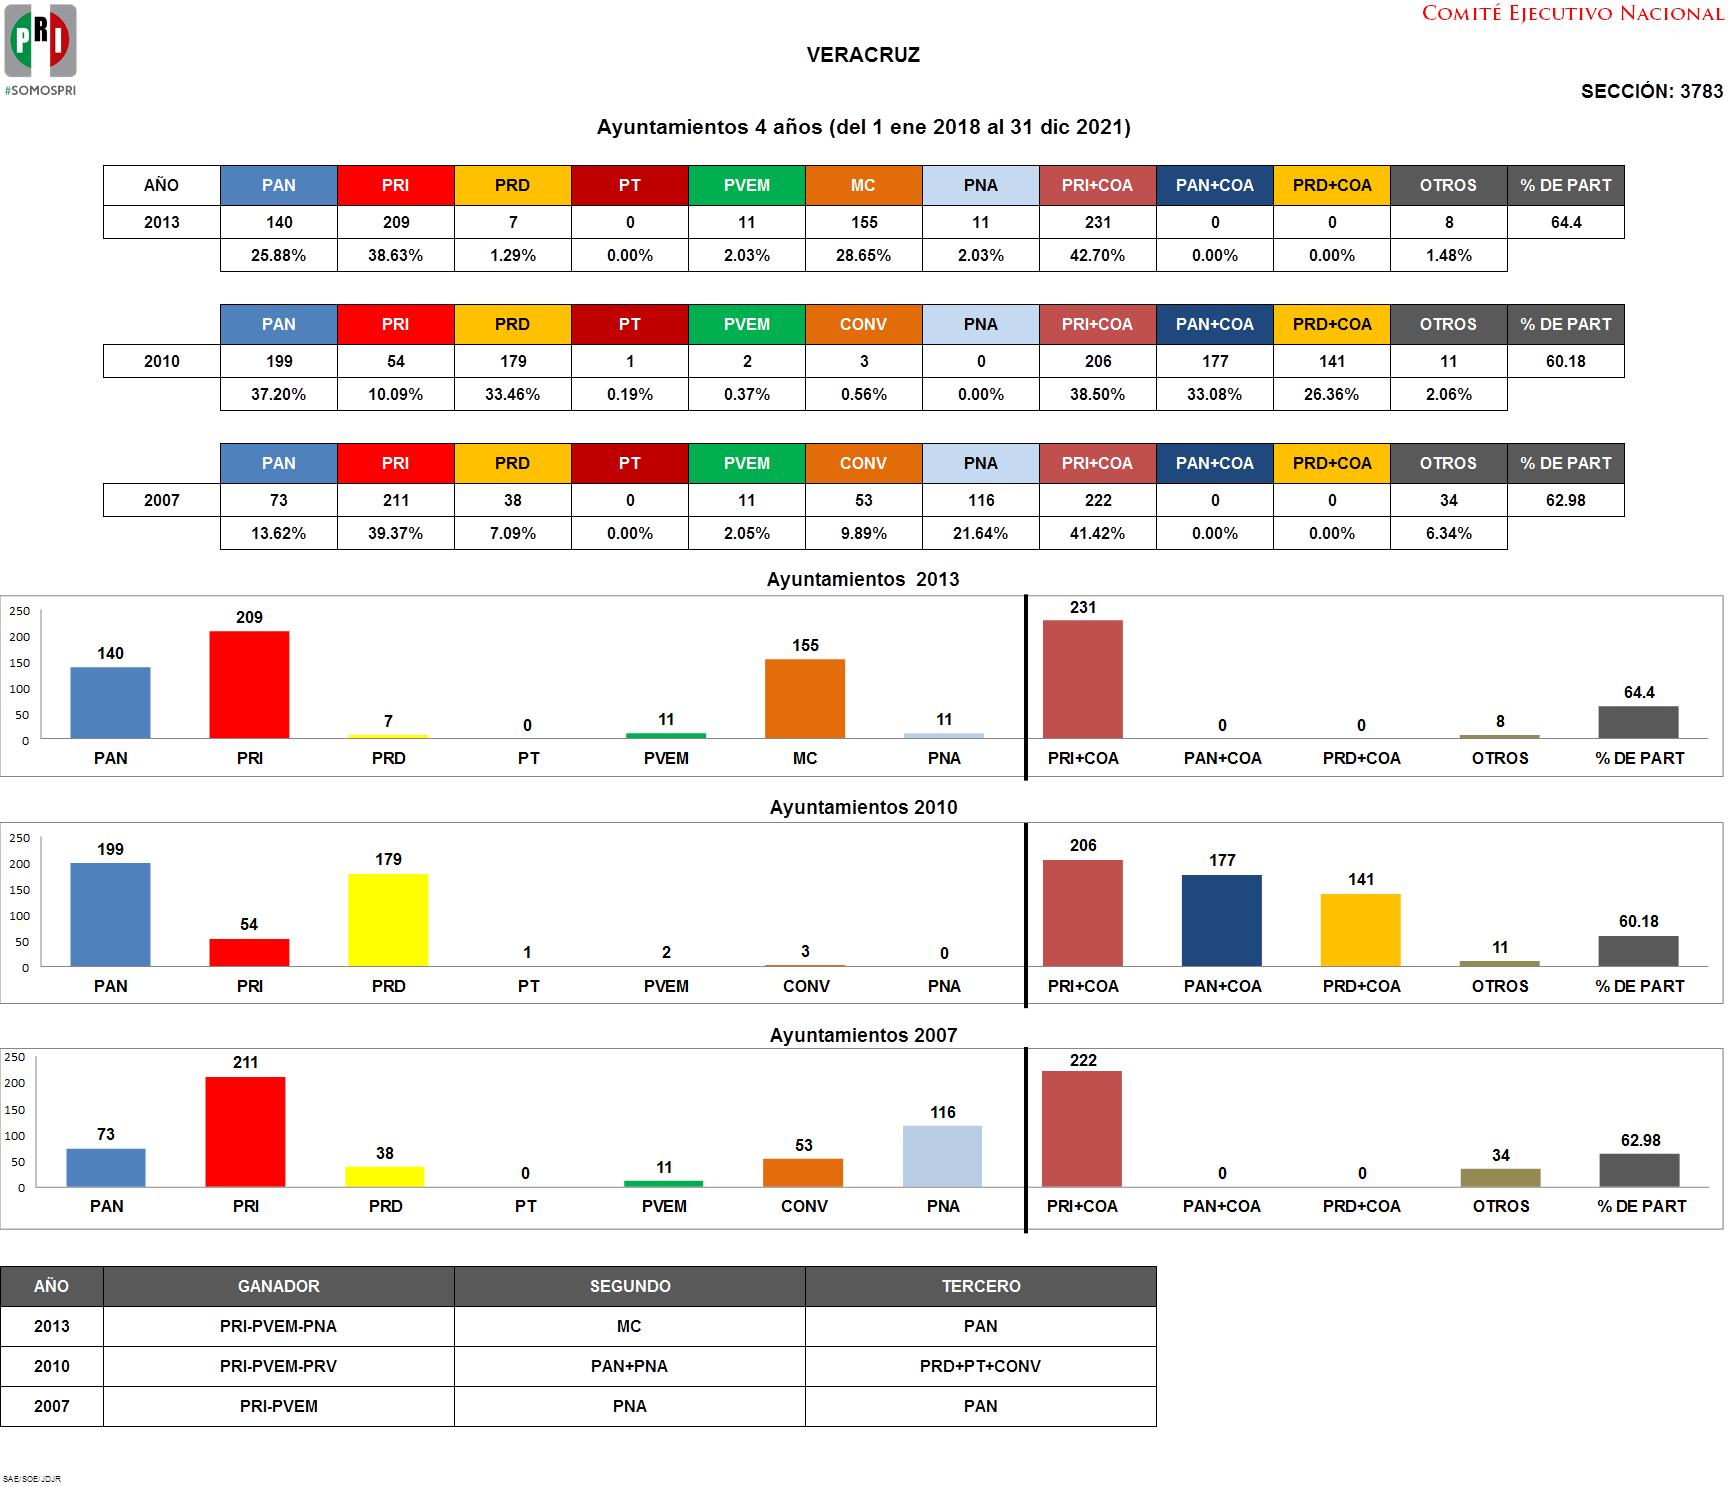 PRI
#SOMOSPRI
COMITÉ EJECUTIVO NACIONAL
VERACRUZ
SECCIÓN: 3783
Ayuntamientos 4 años (del 1 ene 2018 al 31 dic 2021)
AÑO PAN PRI PRD PT PVEM MC PNA PRI+COA PAN+COA PRD+COA OTROS % DE PART
2013 140 209 7 0 11 155 11 231 0 0 8 64.4
25.88% 38.63% 1.29% 0.00% 2.03% 28.65% 2.03% 42.70% 0.00% 0.00% 1.48%
PAN PRI PRD PT PVEM CONV PNA PRI+COA PAN+COA PRD+COA OTROS % DE PART
2010 199 54 179 1 2 3 0 206 177 141 11 60.18
37.20% 10.09% 33.46% 0.19% 0.37% 0.56% 0.00% 38.50% 33.08% 26.36% 2.06%
PAN PRI PRD PT PVEM CONV PNA PRI+COA PAN+COA PRD+COA OTROS % DE PART
2007 73 211 38 0 11 53 116 222 0 0 34 62.98
13.62% 39.37% 7.09% 0.00% 2.05% 9.89% 21.64% 41.42% 0.00% 0.00% 6.34%
Ayuntamientos 2013
250
200
150
100
50
0
140 209 7 0 11 155 11 231 0 0 8 64.4
PAN PRI PRD PT PVEM MC PNA PRI+COA PAN+COA PRD+COA OTROS % DE PART
Ayuntamientos 2010
250
200
150
100
50
0
199 54 179 1 2 3 0 206 177 141 11 60.18
PAN PRI PRD PT PVEM CONV PNA PRI+COA PAN+COA PRD+COA OTROS % DE PART
Ayuntamientos 2007
250
200
150
100
50
0
73 211 38 0 11 53 116 222 0 0 34 62.98
PAN PRI PRD PT PVEM CONV PNA PRI+COA PAN+COA PRD+COA OTROS % DE PART
AÑO GANADOR SEGUNDO TERCERO
2013 PRI-PVEM-PNA MC PAN
2010 PRI-PVEM-PRV PAN+PNA PRD+PT+CONV
2007 PRI-PVEM PNA PAN
SAE/SOE/JDJR